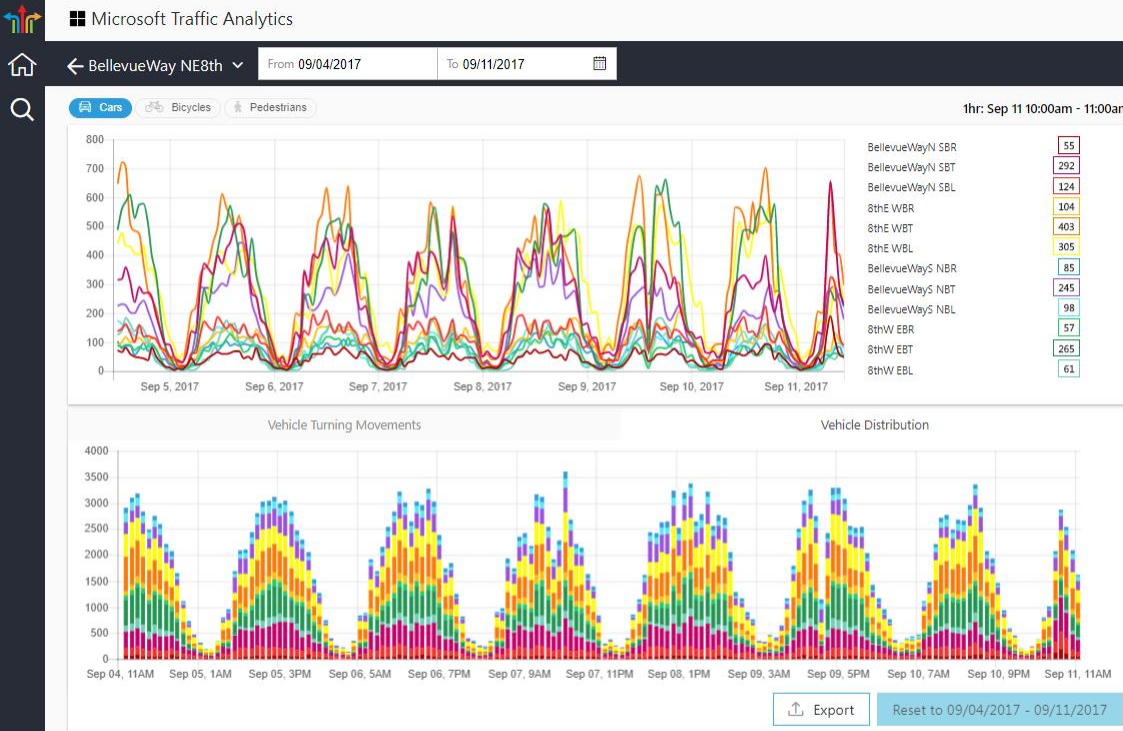 Microsoft Traffic Analytics
BellevueWay NE8th From 09/04/2017 To 09/11/2017
Cars Bicycles Pedestrians 1hr: Sep 11 10:00am - 11:00am
800
700
600
500
400
300
200
100
0
Sep 5, 2017 Sep 6, 2017 Sep 7, 2017 Sep 8, 2017 Sep 9, 2017 Sep 10, 2017 Sep 11, 2017
BellevueWayN SBR 55
BellevueWayN SBT 292
BellevueWayN SBL 124
8thE WBR 104
8thE WBT 403
8thE WBL 305
BellevueWayS NBR 85
BellevueWayS NBT 245
BellevueWayS NBL 98
8thW EBR 57
8thW EBT 265
8thW EBL 61
Vehicle Turning Movements Vehicle Distribution
4000
3500
3000
2500
2000
1500
1000
500
0
Sep 04, 11AM Sep 05, 1AM Sep 05, 3PM Sep 06, 5AM Sep 06, 7PM Sep 07, 9AM Sep 07, 11PM Sep 08, 1PM Sep 09, 3AM Sep 09, 5PM Sep 10, 7AM Sep 10, 9PM Sep 11, 11AM
Export Reset to 09/04/2017 - 09/11/2017